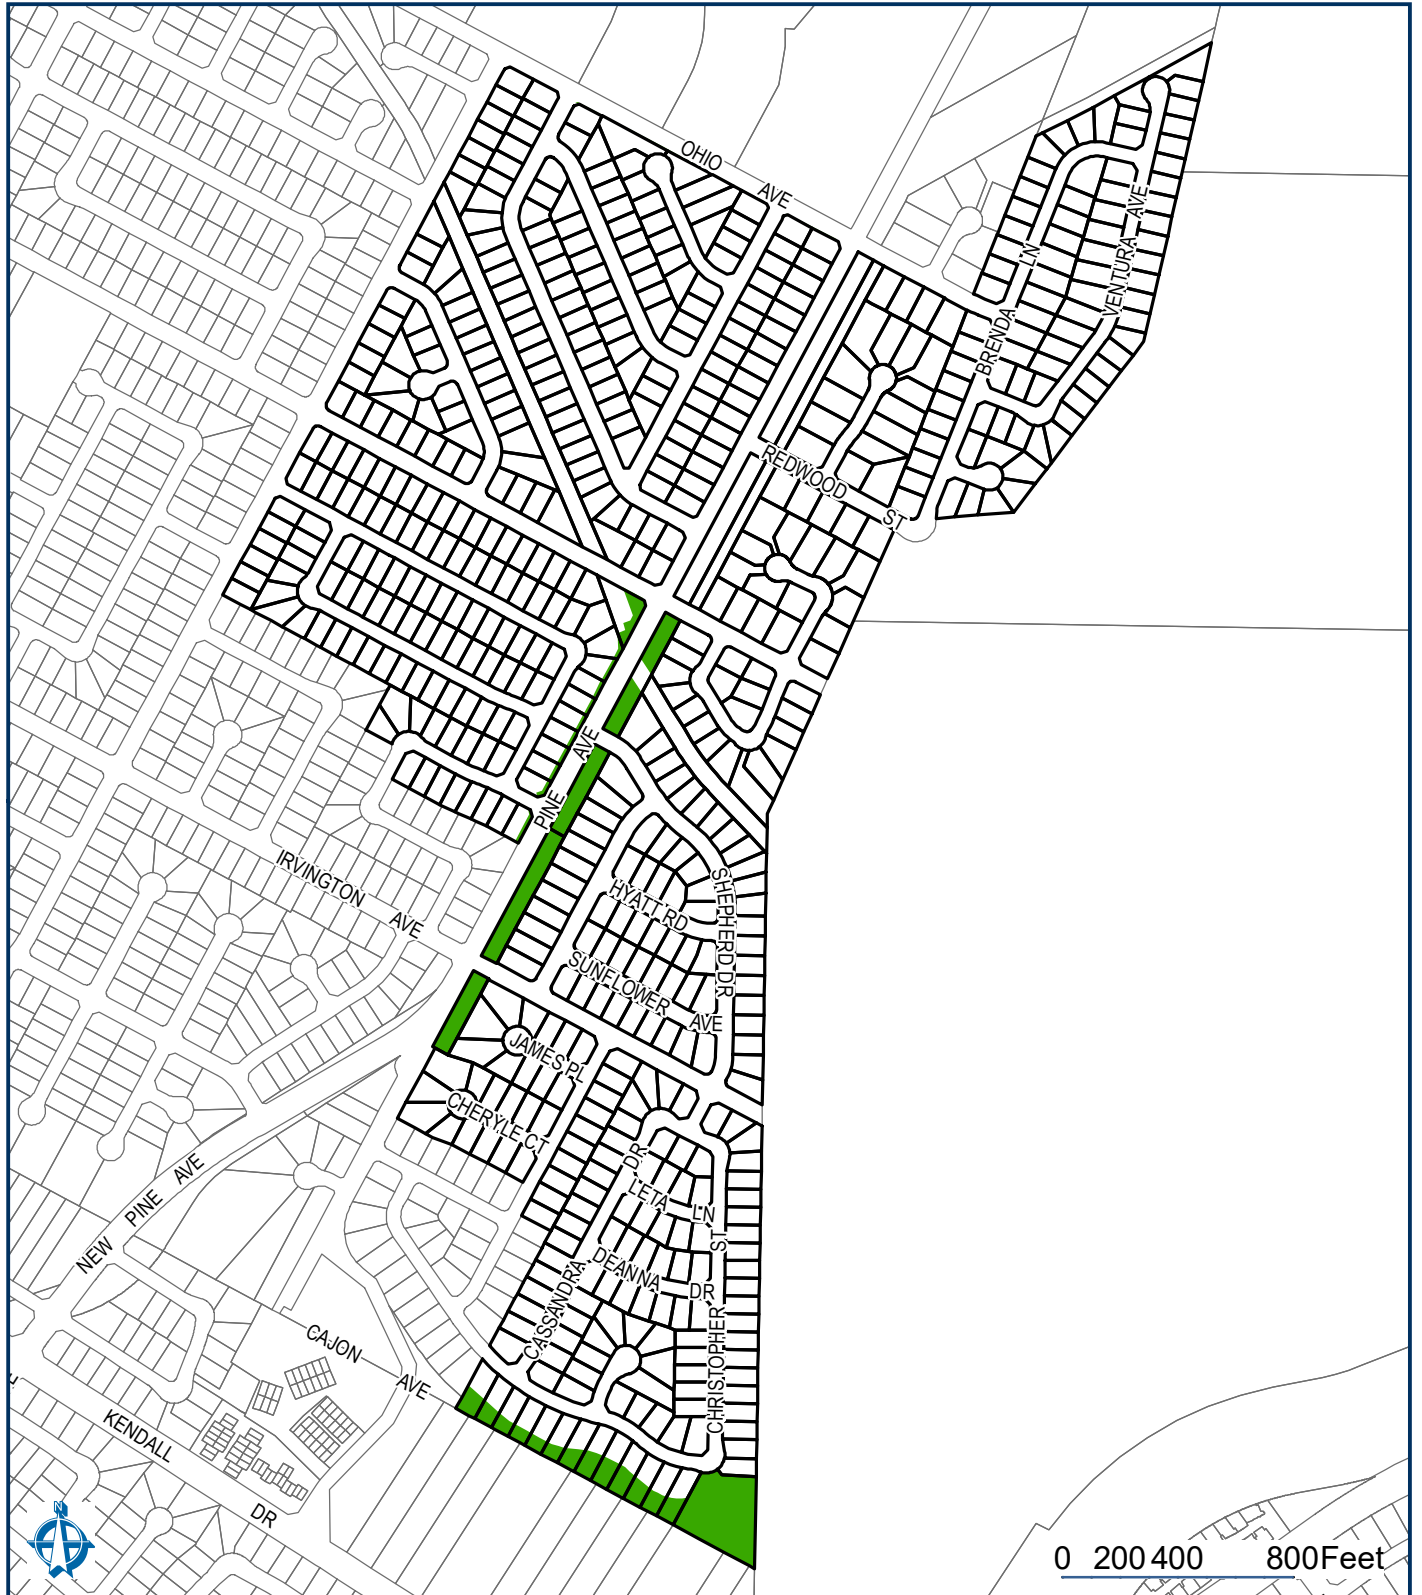 OHIO AVE
VENTURA AVE
BRENDA LN
REDWOOD ST
PINE AVE
IRVINGTON AVE
SHEPHERD DR
HYATT RD
SUNFLOWER AVE
JAMES PL
CHERYLE CT
DR
LETA LN
NEW PINE AVE
DEANNA DR
CASSANDRA
CHRISTOPHER ST
CAJON AVE
KENDALL DR
N
0 200 400 800Feet